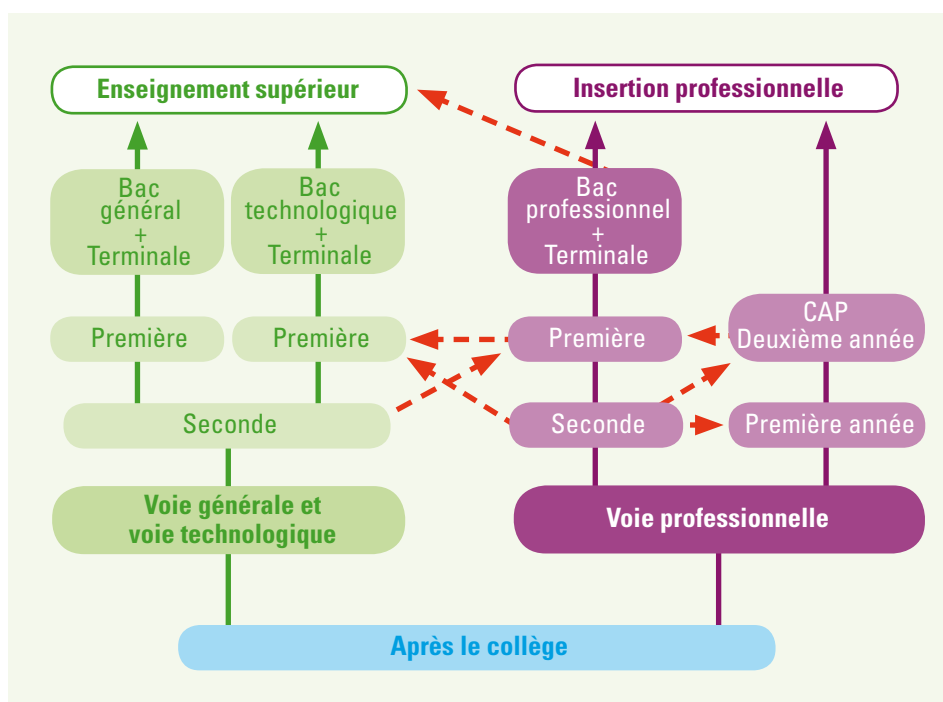 Enseignement supérieur
Insertion professionnelle
Bac
général
+
Terminale
Bac
technologique
+
Terminale
Bac
professionnel
+
Terminale
Première
Première
Première
CAP
Deuxième année
Seconde
Seconde
Première année
Voie générale et
voie technologique
Voie professionnelle
Après le collège